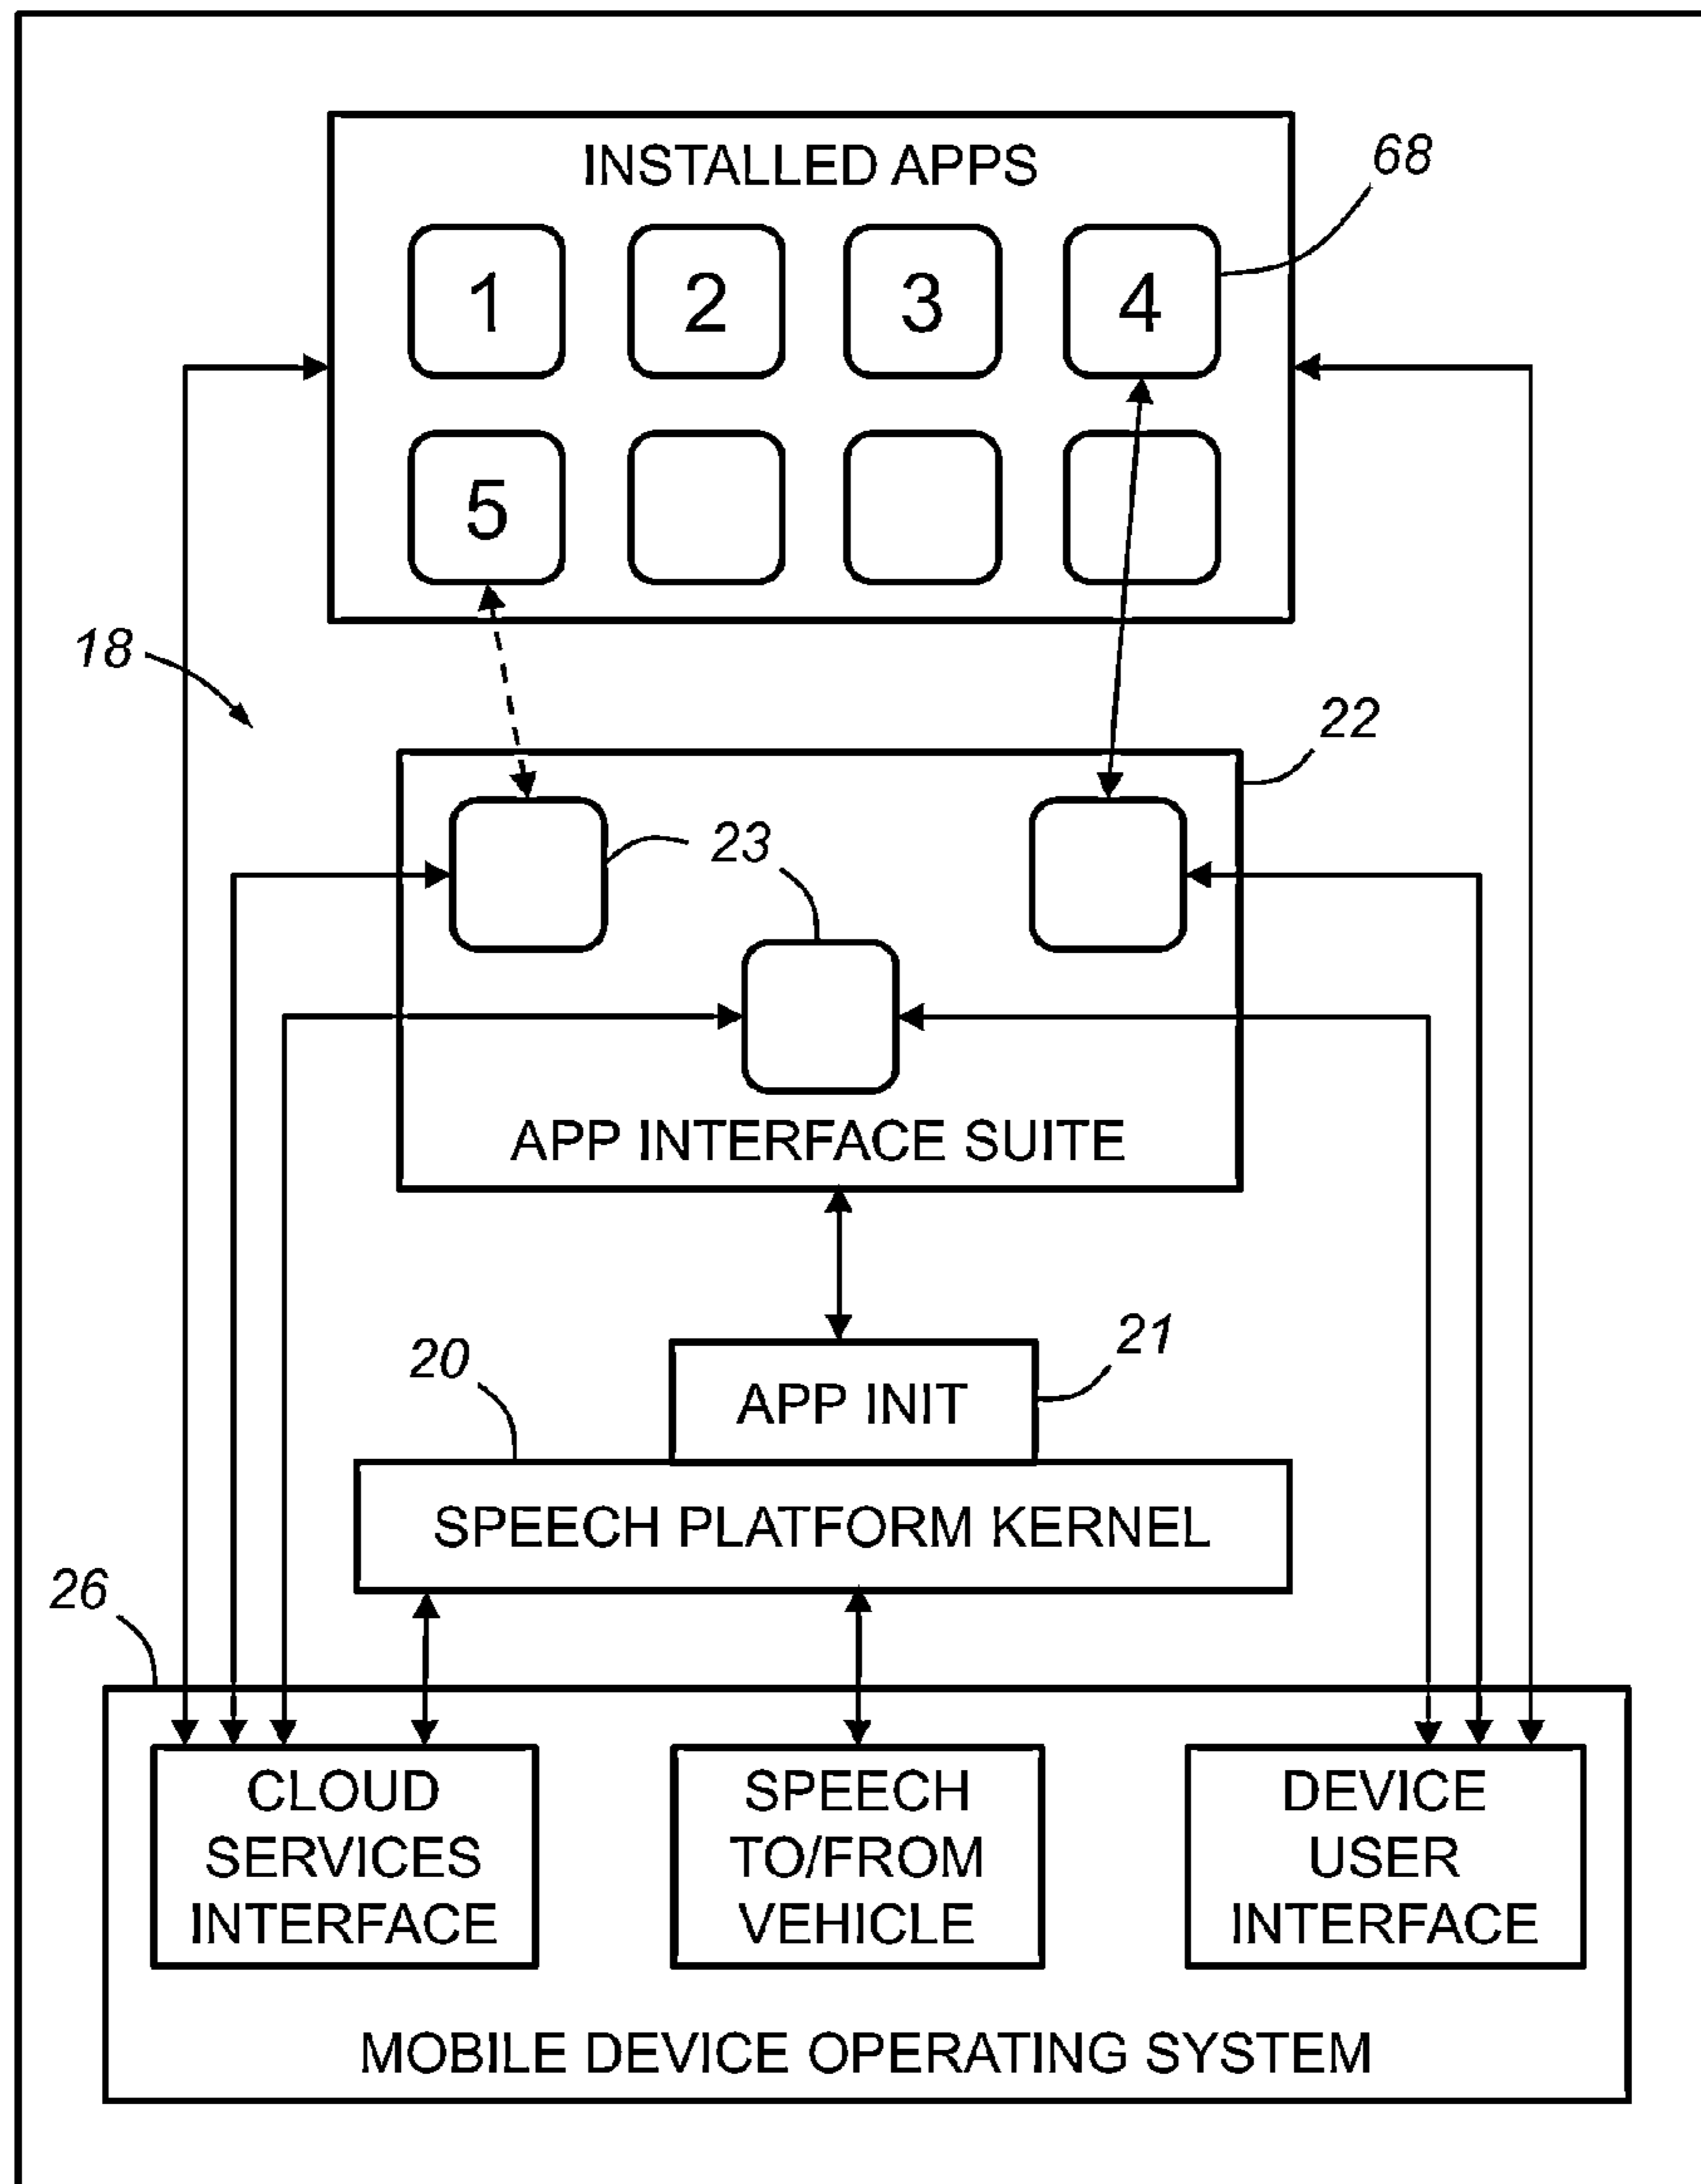 INSTALLED APPS
68
1 2 3 4
5
18
22
23
APP INTERFACE SUITE
21
20
APP INIT
SPEECH PLATFORM KERNEL
26
CLOUD
SERVICES
INTERFACE
SPEECH
TO/FROM
VEHICLE
DEVICE
USER
INTERFACE
MOBILE DEVICE OPERATING SYSTEM